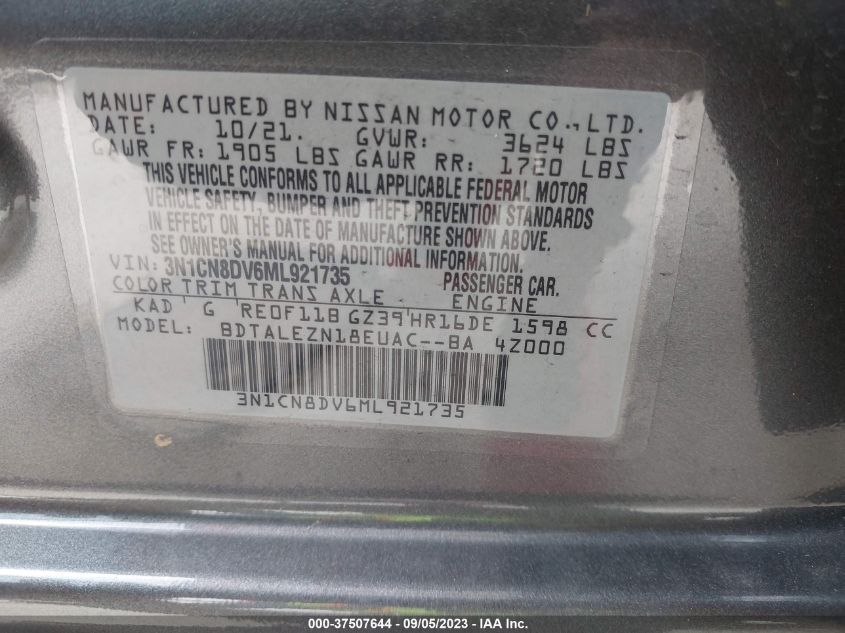 MANUFACTURED BY NISSAN MOTOR CO.,LTD.
DATE: 10/21. GVWR: 3624 LBS
GAWR FR: 1905 LBS GAWR RR: 1720 LBS
THIS VEHICLE CONFORMS TO ALL APPLICABLE FEDERAL MOTOR
VEHICLE SAFETY, BUMPER AND THEFT PREVENTION STANDARDS
IN EFFECT ON THE DATE OF MANUFACTURE SHOWN ABOVE.
SEE OWNER'S MANUAL FOR ADDITIONAL INFORMATION.
VIN: 3N1CN8DV6ML921735 PASSENGER CAR.
COLOR TRIM TRANS AXLE ENGINE
KAD G RE0F11B GZ39 HR16DE 1598 CC
MODEL: BDTALEZN18EUAC--BA 4Z000
3N1CN8DV6ML921735
000-37507644 - 09/05/2023 - IAA Inc.